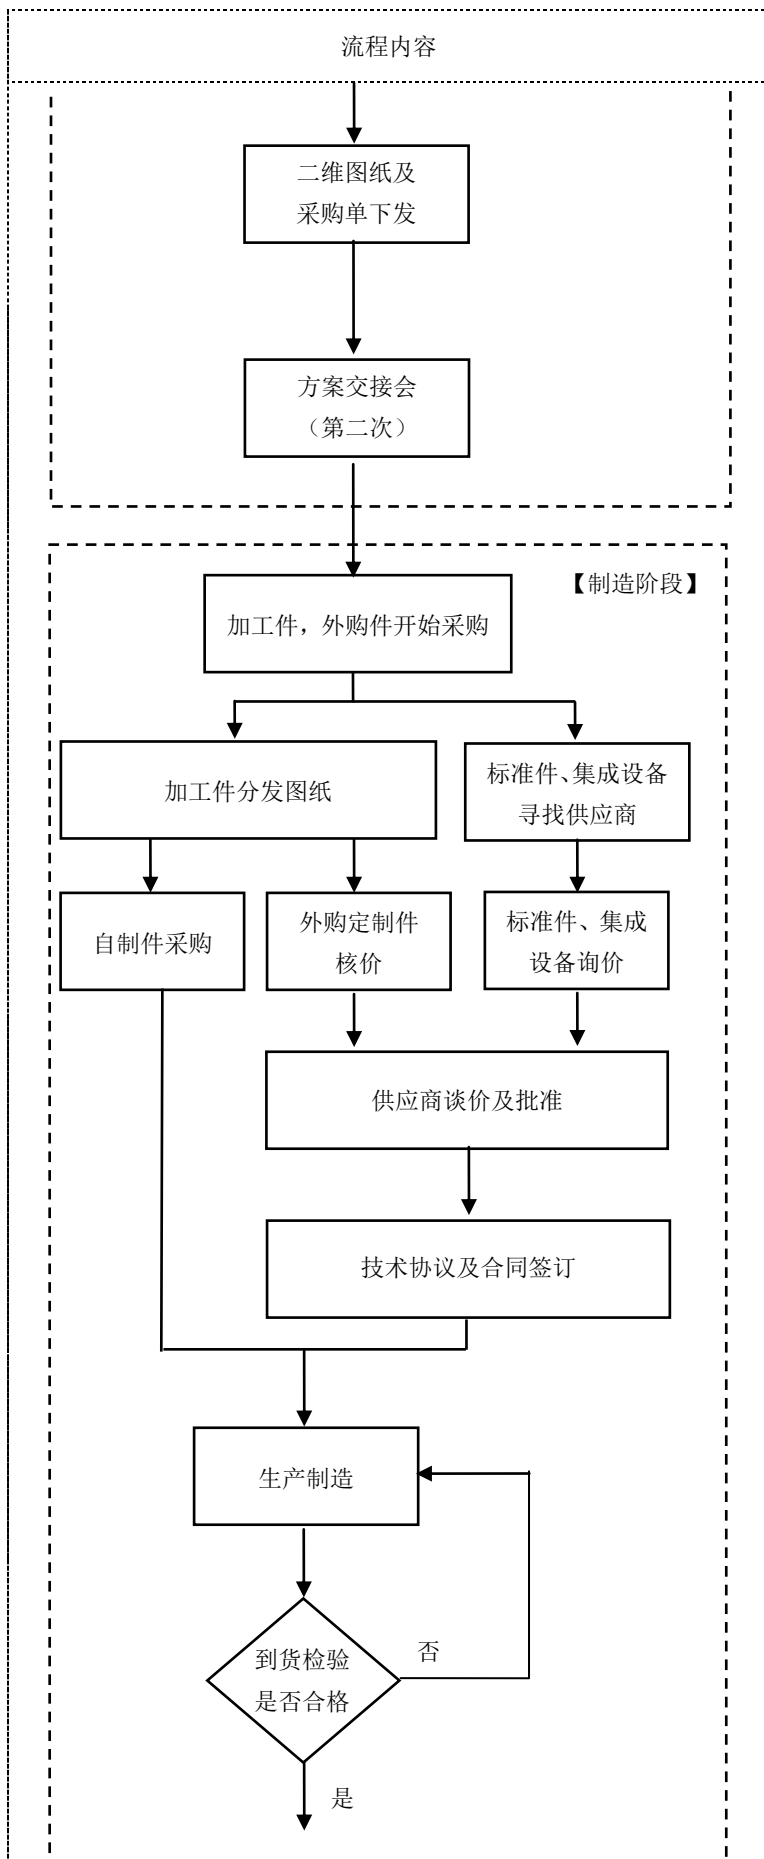 流程内容
二维图纸及
采购单下发
方案交接会
（第二次）
【制造阶段】
加工件，外购件开始采购
加工件分发图纸
标准件、集成设备
寻找供应商
自制件采购
外购定制件
核价
标准件、集成
设备询价
供应商谈价及批准
技术协议及合同签订
生产制造
到货检验
是否合格
否
是